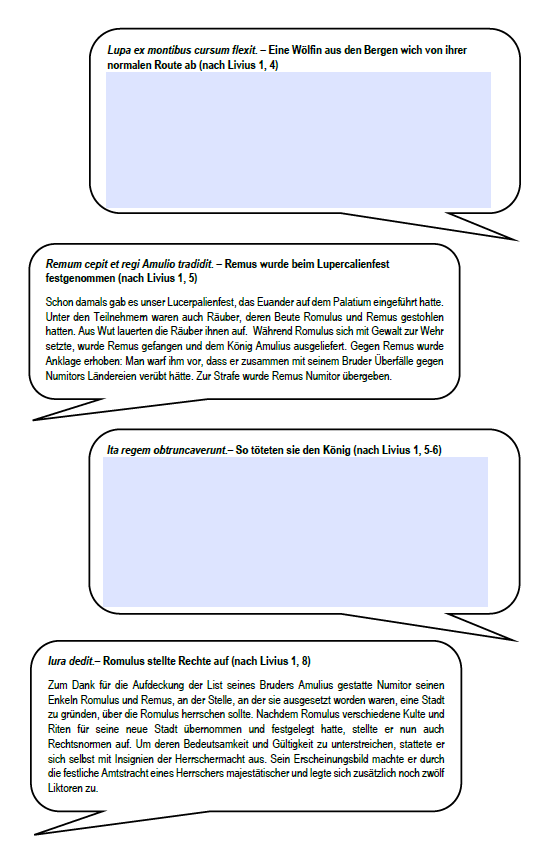 Lupa ex montibus cursum flexit. – Eine Wölfin aus den Bergen wich von ihrer
normalen Route ab (nach Livius 1, 4)
Remum cepit et regi Amulio tradidit. – Remus wurde beim Lupercalienfest
festgenommen (nach Livius 1, 5)
Schon damals gab es unser Lucerpalienfest, das Euander auf dem Palatium eingeführt hatte.
Unter den Teilnehmern waren auch Räuber, deren Beute Romulus und Remus gestohlen
hatten. Aus Wut lauerten die Räuber ihnen auf. Während Romulus sich mit Gewalt zur Wehr
setzte, wurde Remus gefangen und dem König Amulius ausgeliefert. Gegen Remus wurde
Anklage erhoben: Man warf ihm vor, dass er zusammen mit seinem Bruder Überfälle gegen
Numitors Ländereien verübt hätte. Zur Strafe wurde Remus Numitor übergeben.
Ita regem obtruncaverunt.– So töteten sie den König (nach Livius 1, 5-6)
Iura dedit.– Romulus stellte Rechte auf (nach Livius 1, 8)
Zum Dank für die Aufdeckung der List seines Bruders Amulius gestatte Numitor seinen
Enkeln Romulus und Remus, an der Stelle, an der sie ausgesetzt worden waren, eine Stadt
zu gründen, über die Romulus herrschen sollte. Nachdem Romulus verschiedene Kulte und
Riten für seine neue Stadt übernommen und festgelegt hatte, stellte er nun auch
Rechtsnormen auf. Um deren Bedeutsamkeit und Gültigkeit zu unterstreichen, stattete er
sich selbst mit Insignien der Herrschermacht aus. Sein Erscheinungsbild machte er durch
die festliche Amtstracht eines Herrschers majestätischer und legte sich zusätzlich noch zwölf
Liktoren zu.